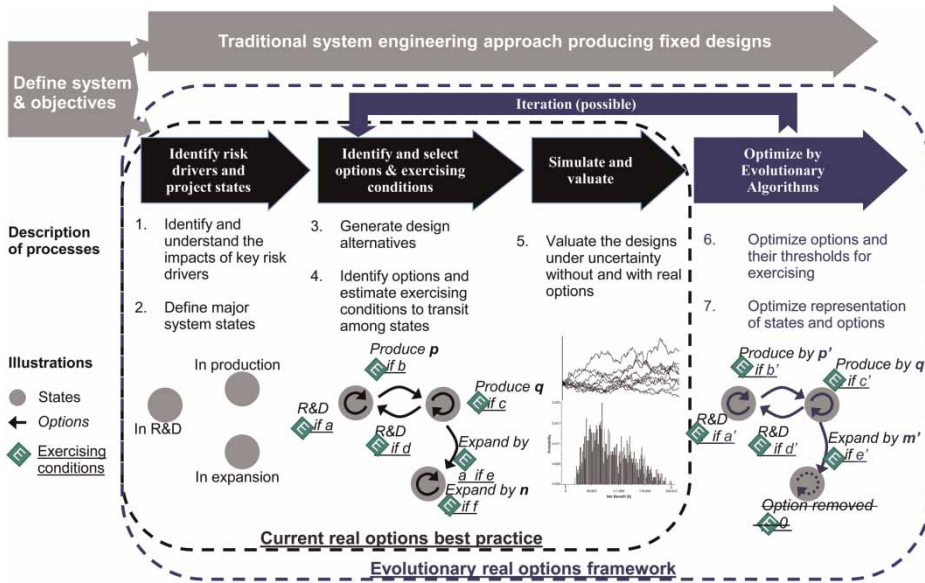 Traditional system engineering approach producing fixed designs
Define system
& objectives
Iteration (possible)
Identify risk
drivers and
project states
Identify and select
options & exercising
conditions
Simulate and
valuate
Optimize by
Evolutionary
Algorithms
Description
of processes
1. Identify and
understand the
impacts of key risk
drivers
2. Define major
system states
3. Generate design
alternatives
4. Identify options and
estimate exercising
conditions to transit
among states
5. Valuate the designs
under uncertainty
without and with real
options
6. Optimize options and
their thresholds for
exercising
7. Optimize representation
of states and options
Illustrations
States
Options
E Exercising
conditions
In production
In R&D
In expansion
Produce p
E if b
Produce q
E if c
R&D
E if a
R&D
E if d
Expand by
E
a if e
Expand by n
E if f
Net Benefit ($)
Produce by p'
E if b'
Produce by q'
E if c'
R&D
E if a'
R&D
E if d'
Expand by m'
E if e'
Option removed
E 0
Current real options best practice
Evolutionary real options framework